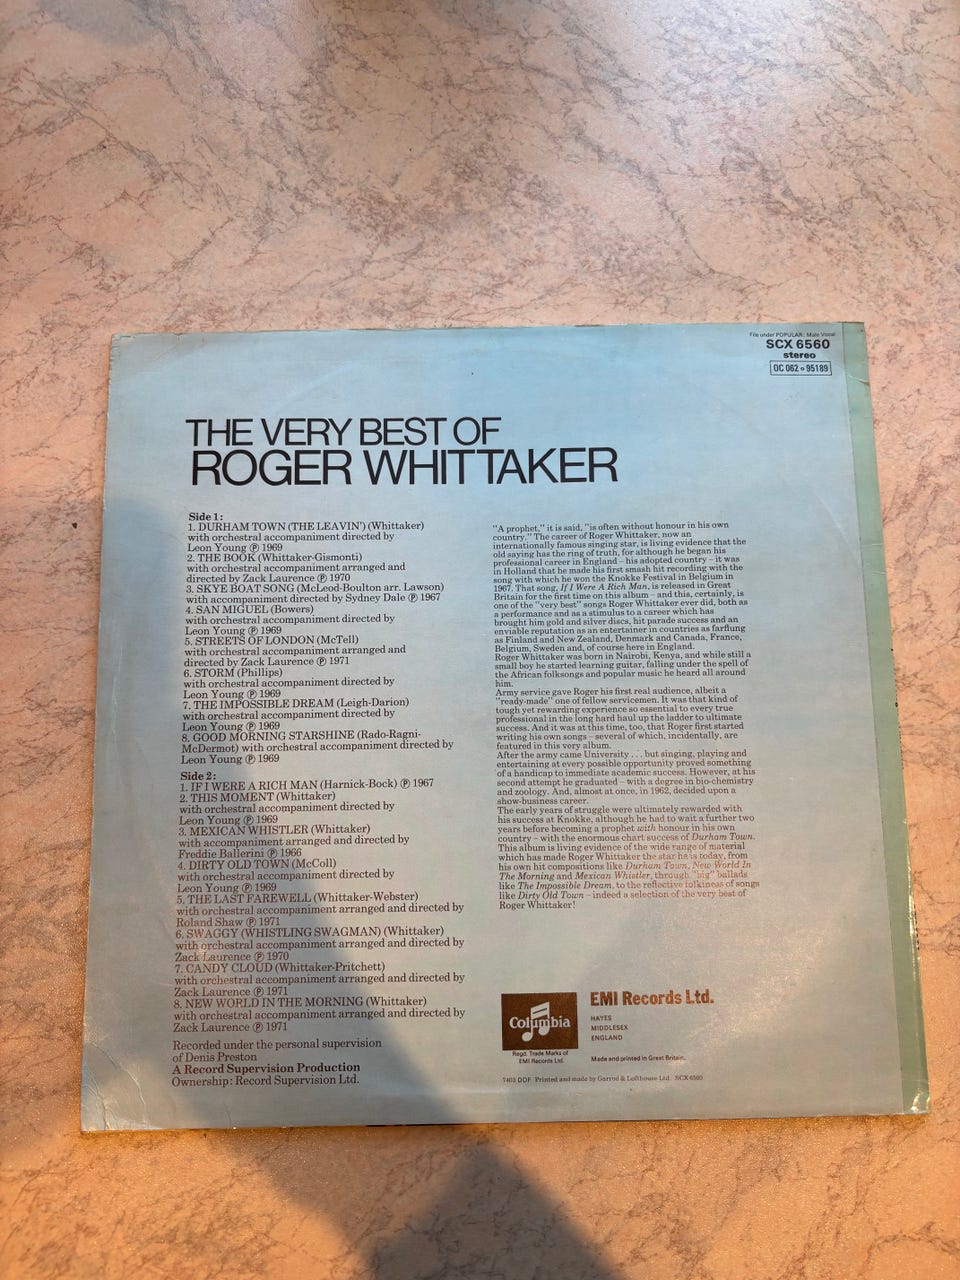 File under POPULAR: Male Vocal
SCX 6560
stereo
OC 062 o 95189
THE VERY BEST OF
ROGER WHITTAKER
Side 1:
1. DURHAM TOWN (THE LEAVIN') (Whittaker)
with orchestral accompaniment directed by
Leon Young Ⓟ 1969
2. THE BOOK (Whittaker-Gismonti)
with orchestral accompaniment arranged and
directed by Zack Laurence Ⓟ 1970
3. SKYE BOAT SONG (McLeod-Boulton arr. Lawson)
with accompaniment directed by Sydney Dale Ⓟ 1967
4. SAN MIGUEL (Bowers)
with orchestral accompaniment directed by
Leon Young Ⓟ 1969
5. STREETS OF LONDON (McTell)
with orchestral accompaniment arranged and
directed by Zack Laurence Ⓟ 1971
6. STORM (Phillips)
with orchestral accompaniment directed by
Leon Young Ⓟ 1969
7. THE IMPOSSIBLE DREAM (Leigh-Darion)
with orchestral accompaniment directed by
Leon Young Ⓟ 1969
8. GOOD MORNING STARSHINE (Rado-Ragni-
McDermot) with orchestral accompaniment directed by
Leon Young Ⓟ 1969
Side 2:
1. IF I WERE A RICH MAN (Harnick-Bock) Ⓟ 1967
2. THIS MOMENT (Whittaker)
with orchestral accompaniment directed by
Leon Young Ⓟ 1969
3. MEXICAN WHISTLER (Whittaker)
with accompaniment arranged and directed by
Freddie Ballerini Ⓟ 1966
4. DIRTY OLD TOWN (McColl)
with orchestral accompaniment directed by
Leon Young Ⓟ 1969
5. THE LAST FAREWELL (Whittaker-Webster)
with orchestral accompaniment arranged and directed by
Roland Shaw Ⓟ 1971
6. SWAGGY (WHISTLING SWAGMAN) (Whittaker)
with orchestral accompaniment arranged and directed by
Zack Laurence Ⓟ 1970
7. CANDY CLOUD (Whittaker-Pritchett)
with orchestral accompaniment arranged and directed by
Zack Laurence Ⓟ 1971
8. NEW WORLD IN THE MORNING (Whittaker)
with orchestral accompaniment arranged and directed by
Zack Laurence Ⓟ 1971
Recorded under the personal supervision
of Denis Preston
A Record Supervision Production
Ownership: Record Supervision Ltd.
"A prophet," it is said, "is often without honour in his own
country." The career of Roger Whittaker, now an
internationally famous singing star, is living evidence that the
old saying has the ring of truth, for although he began his
professional career in England – his adopted country – it was
in Holland that he made his first smash hit recording with the
song with which he won the Knokke Festival in Belgium in
1967. That song, If I Were A Rich Man, is released in Great
Britain for the first time on this album – and this, certainly, is
one of the "very best" songs Roger Whittaker ever did, both as
a performance and as a stimulus to a career which has
brought him gold and silver discs, hit parade success and an
enviable reputation as an entertainer in countries as farflung
as Finland and New Zealand, Denmark and Canada, France,
Belgium, Sweden and, of course here in England.
Roger Whittaker was born in Nairobi, Kenya, and while still a
small boy he started learning guitar, falling under the spell of
the African folksongs and popular music he heard all around
him.
Army service gave Roger his first real audience, albeit a
"ready-made" one of fellow servicemen. It was that kind of
tough yet rewarding experience so essential to every true
professional in the long hard haul up the ladder to ultimate
success. And it was at this time, too, that Roger first started
writing his own songs – several of which, incidentally, are
featured in this very album.
After the army came University . . . but singing, playing and
entertaining at every possible opportunity proved something
of a handicap to immediate academic success. However, at his
second attempt he graduated – with a degree in bio-chemistry
and zoology. And, almost at once, in 1962, decided upon a
show-business career.
The early years of struggle were ultimately rewarded with
his success at Knokke, although he had to wait a further two
years before becoming a prophet with honour in his own
country – with the enormous chart success of Durham Town.
This album is living evidence of the wide range of material
which has made Roger Whittaker the star he is today, from
his own hit compositions like Durham Town, New World In
The Morning and Mexican Whistler, through "big" ballads
like The Impossible Dream, to the reflective folkiness of songs
like Dirty Old Town – indeed a selection of the very best of
Roger Whittaker!
Columbia
Regd. Trade Marks of
EMI Records Ltd.
EMI Records Ltd.
HAYES
MIDDLESEX
ENGLAND
Made and printed in Great Britain.
7403 DOF Printed and made by Garrod & Lofthouse Ltd. SCX 6560